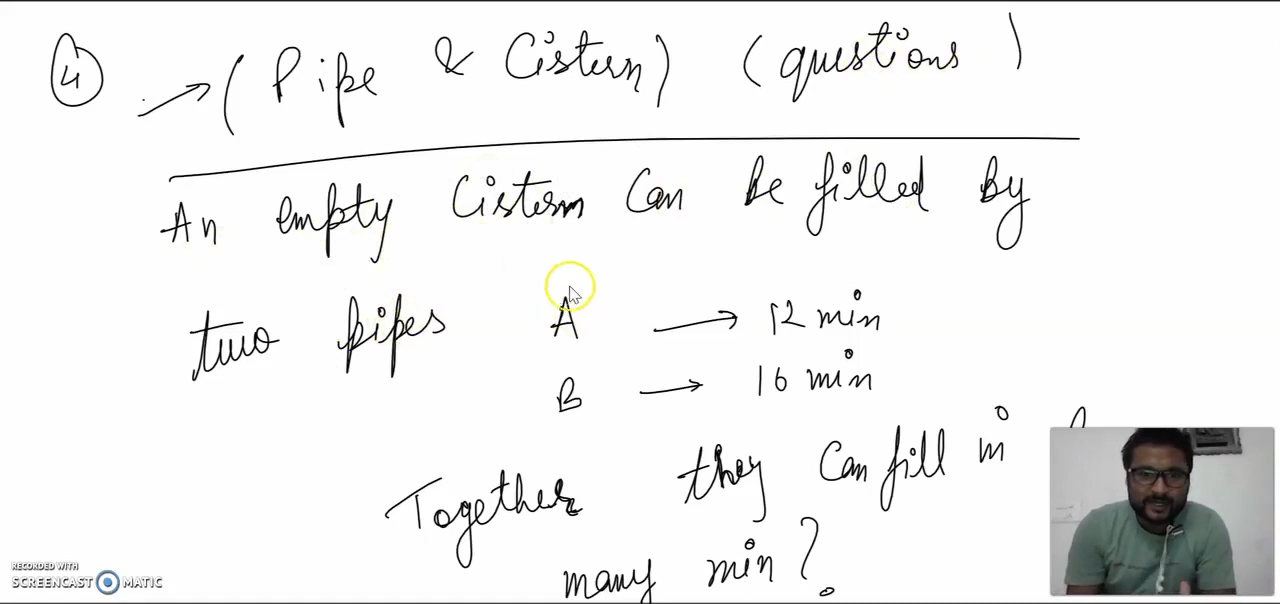 4 → (Pipe & Cistern) (questions)
An empty Cistern Can be filled by
two pipes A → 12 min
B → 16 min
Together they Can fill in
many min?
RECORDED WITH
SCREENCAST MATIC